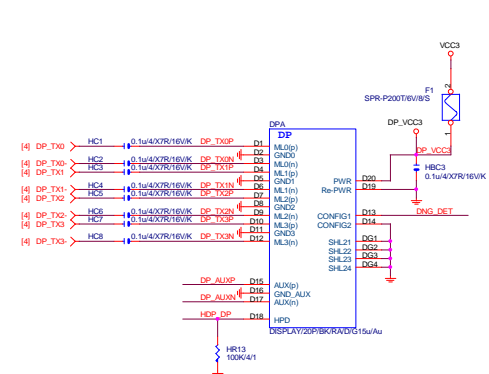 VCC3
2
F1
SPR-P200T/6V/8/S
DP_VCC3
1
DPA
DP
[4] DP_TX0 HC1 0.1u/4/X7R/16V/K DP_TX0P D1 ML0(p)
D2 GND0
DP_VCC3
[4] DP_TX0- HC2 0.1u/4/X7R/16V/K DP_TX0N D3 ML0(n)
[4] DP_TX1 HC3 0.1u/4/X7R/16V/K DP_TX1P D4 ML1(p)
HBC3
0.1u/4/X7R/16V/K
D5 GND1
PWR D20
[4] DP_TX1- HC4 0.1u/4/X7R/16V/K DP_TX1N D6 ML1(n)
Re-PWR D19
[4] DP_TX2 HC5 0.1u/4/X7R/16V/K DP_TX2P D7 ML2(p)
D8 GND2
[4] DP_TX2- HC6 0.1u/4/X7R/16V/K DP_TX2N D9 ML2(n)
CONFIG1 D13 DNG_DET
[4] DP_TX3 HC7 0.1u/4/X7R/16V/K DP_TX3P D10 ML3(p)
CONFIG2 D14
D11 GND3
[4] DP_TX3- HC8 0.1u/4/X7R/16V/K DP_TX3N D12 ML3(n)
SHL21 DG1
SHL22 DG2
SHL23 DG3
SHL24 DG4
DP_AUXP D15 AUX(p)
D16 GND_AUX
DP_AUXN D17 AUX(n)
HDP_DP D18 HPD
DISPLAY/20P/BK/RA/D/G15u/Au
HR13
100K/4/1